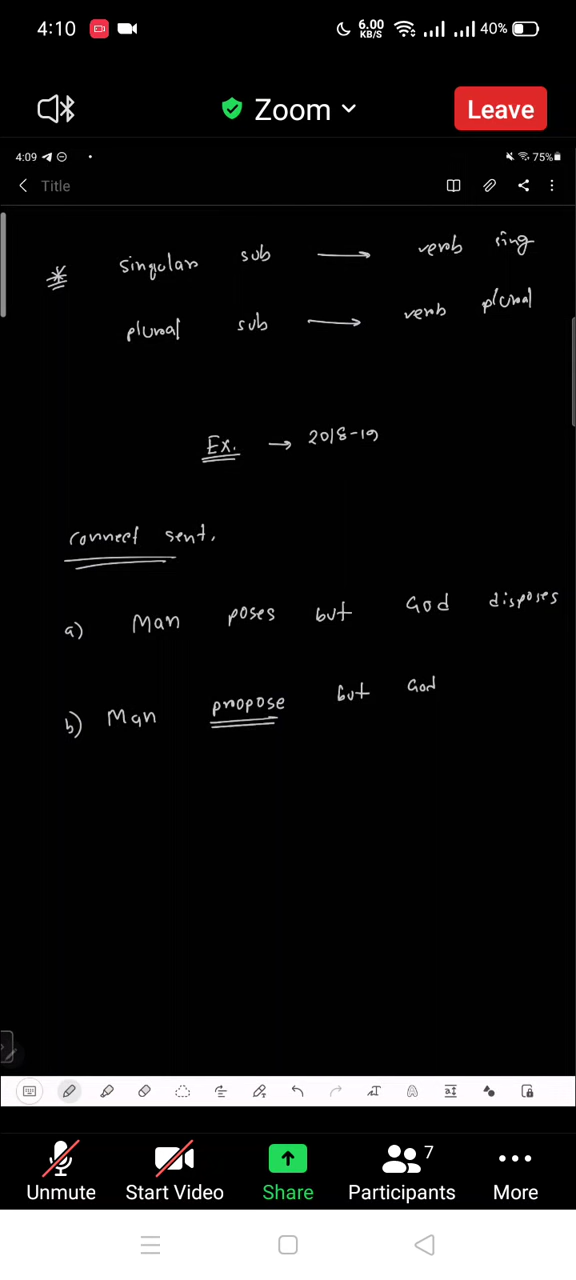 4:10 6.00 KB/S 40%
Zoom Leave
4:09 75%
Title
singular sub → verb sing
plural sub → verb plural
Ex. → 2018-19
connect sent.
a) Man poses but God disposes
b) Man propose but God
Unmute Start Video Share Participants 7 More